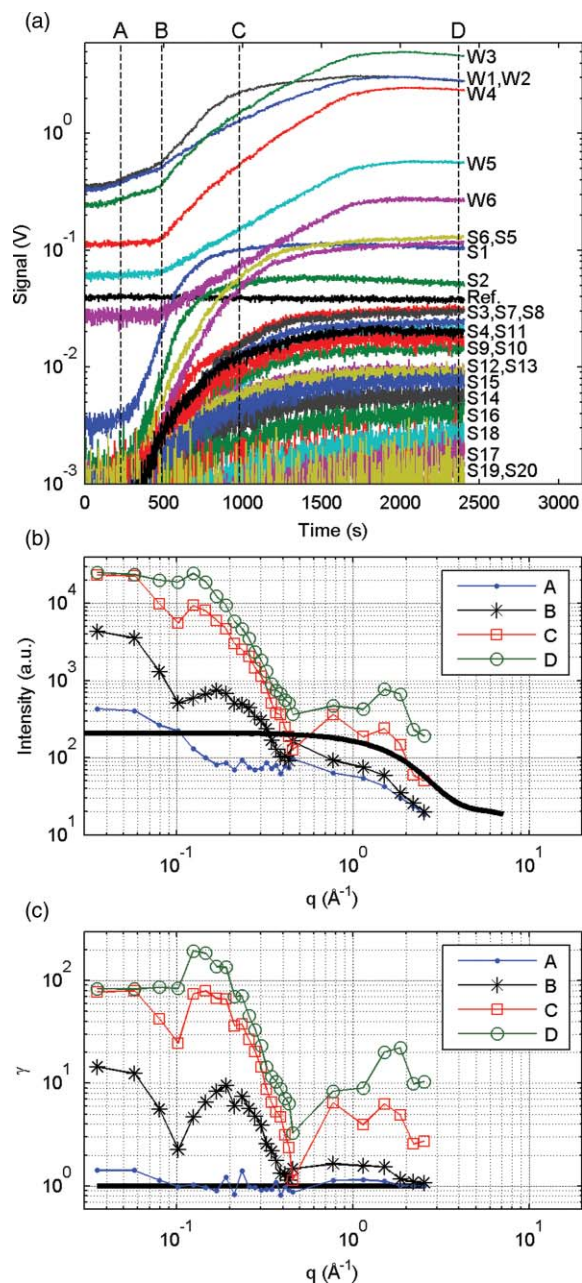 (a)
A B C D
10^0
10^-1
10^-2
10^-3
Signal (V)
W3
W1,W2
W4
W5
W6
S6,S5
S1
S2
Ref.
S3,S7,S8
S4,S11
S9,S10
S12,S13
S15
S14
S16
S18
S17
S19,S20
0 500 1000 1500 2000 2500 3000
Time (s)
(b)
10^4
10^3
10^2
10^1
Intensity (a.u.)
A
B
C
D
10^-1 10^0 10^1
q (Å^-1)
(c)
10^2
10^1
10^0
γ
A
B
C
D
10^-1 10^0 10^1
q (Å^-1)